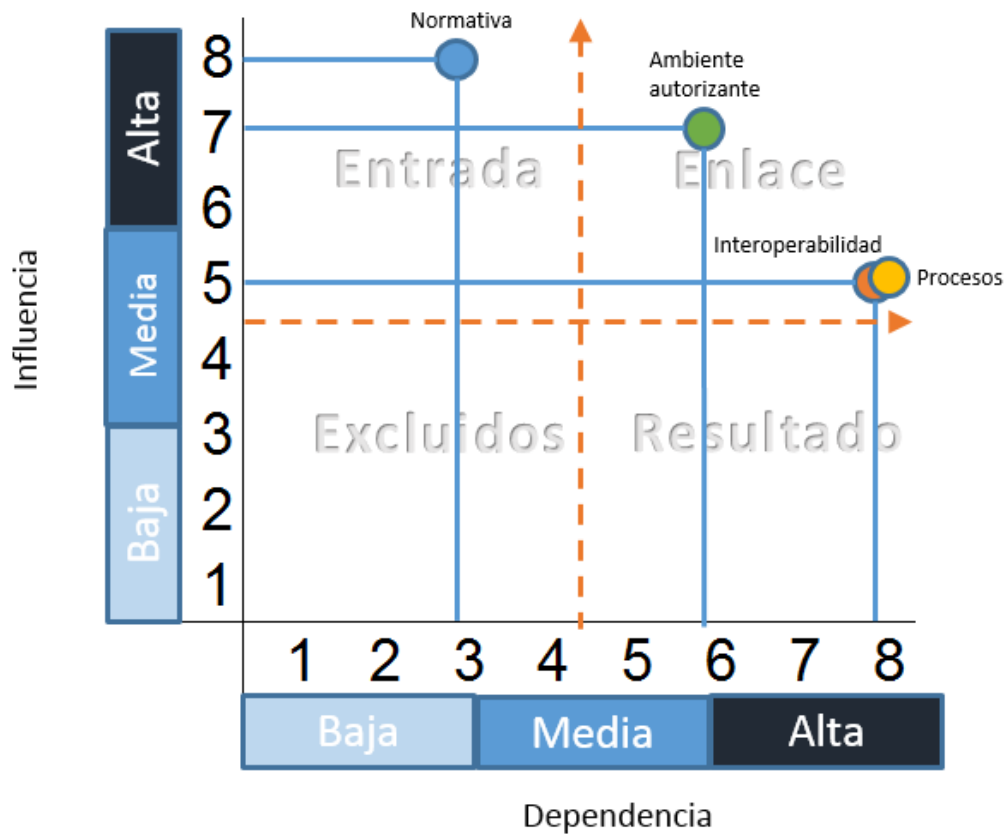 Normativa
Ambiente
autorizante
Entrada
Enlace
Interoperabilidad
Procesos
Excluidos
Resultado
Influencia
Alta
Media
Baja
8
7
6
5
4
3
2
1
1 2 3 4 5 6 7 8
Baja Media Alta
Dependencia